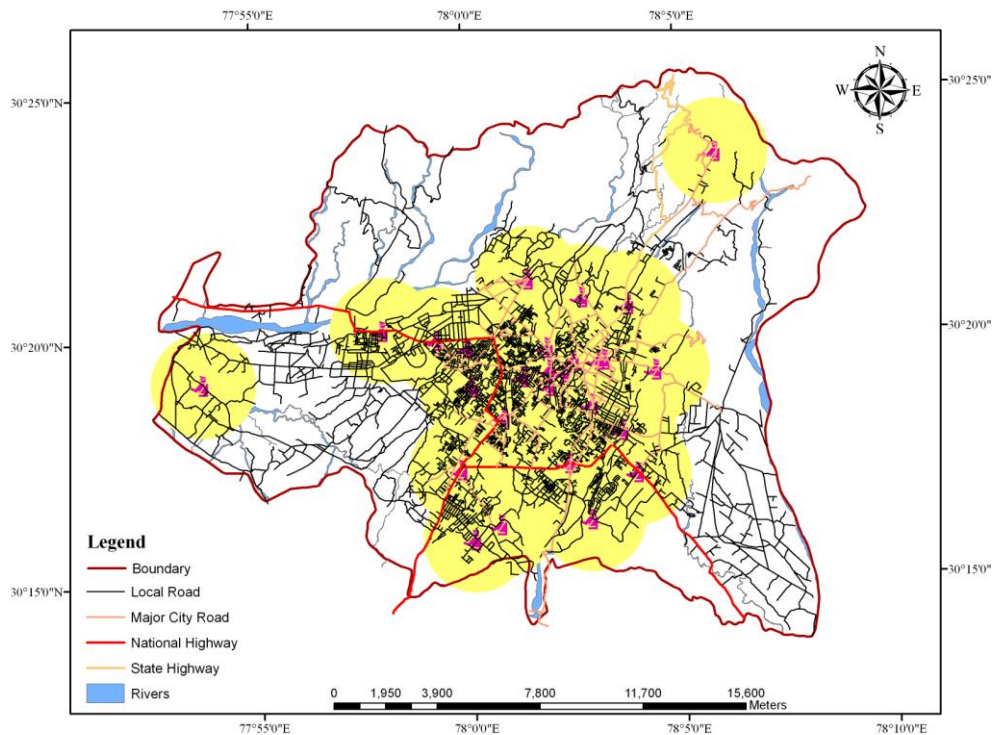 77°55'0"E 78°0'0"E 78°5'0"E
N
W E
S
30°25'0"N 30°25'0"N
30°20'0"N 30°20'0"N
30°15'0"N 30°15'0"N
Legend
Boundary
Local Road
Major City Road
National Highway
State Highway
Rivers
0 1,950 3,900 7,800 11,700 15,600
Meters
77°55'0"E 78°0'0"E 78°5'0"E 78°10'0"E